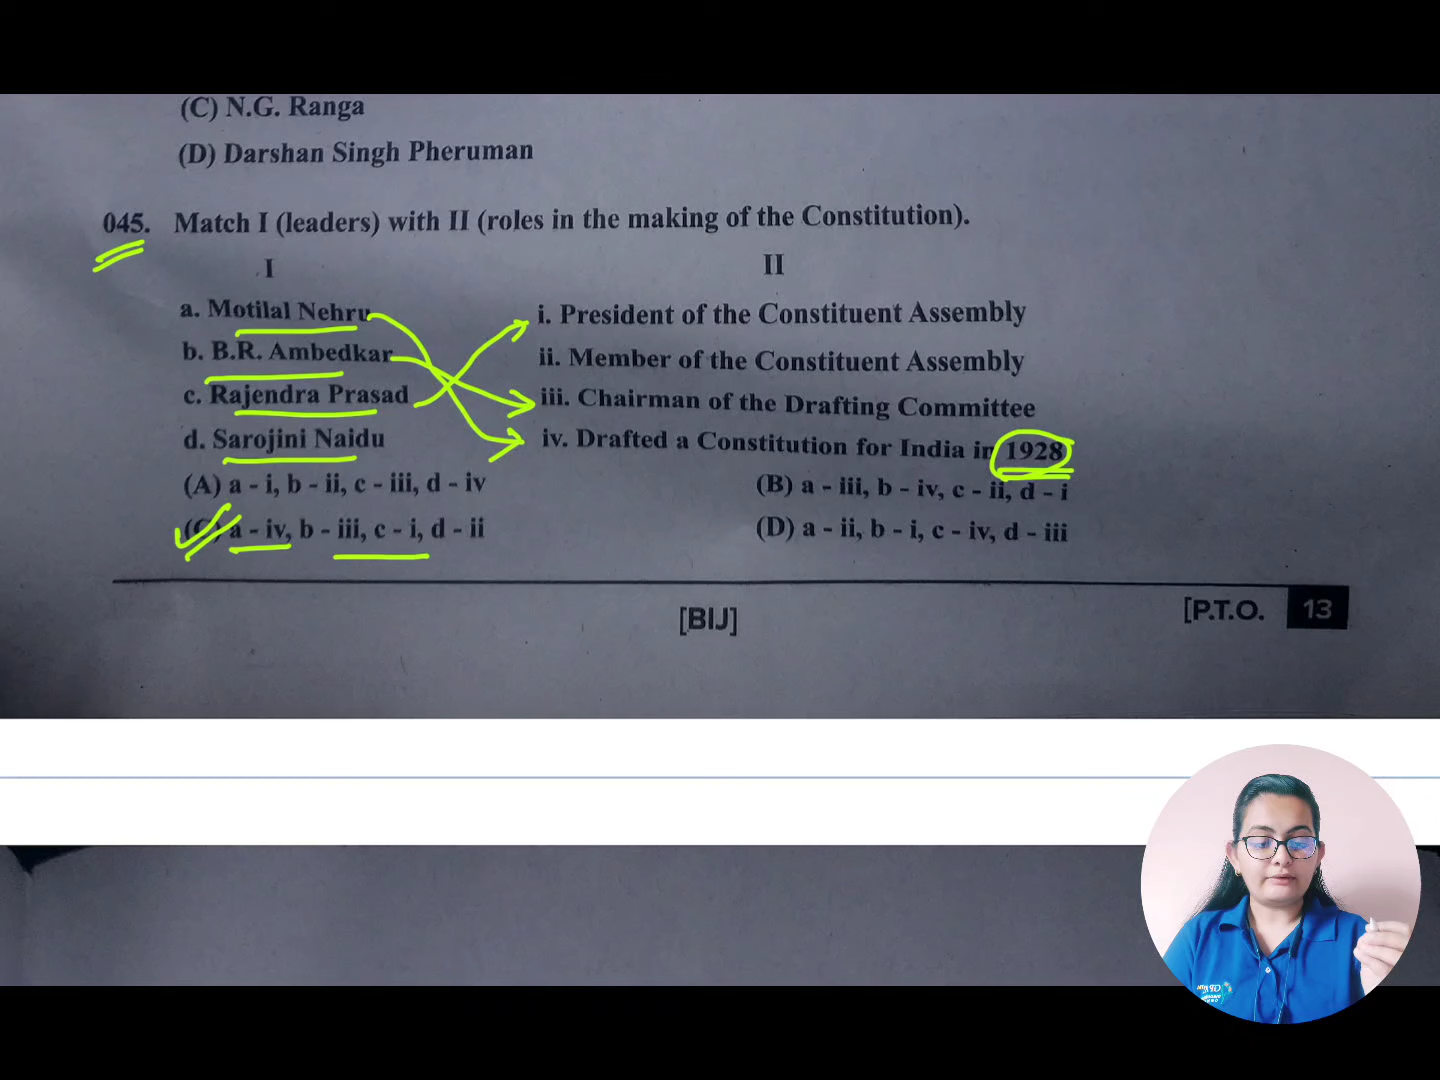 (C) N.G. Ranga
(D) Darshan Singh Pheruman
045. Match I (leaders) with II (roles in the making of the Constitution).
I II
a. Motilal Nehru i. President of the Constituent Assembly
b. B.R. Ambedkar ii. Member of the Constituent Assembly
c. Rajendra Prasad iii. Chairman of the Drafting Committee
d. Sarojini Naidu iv. Drafted a Constitution for India in 1928
(A) a - i, b - ii, c - iii, d - iv (B) a - iii, b - iv, c - ii, d - i
(C) a - iv, b - iii, c - i, d - ii (D) a - ii, b - i, c - iv, d - iii
[BIJ] [P.T.O. 13